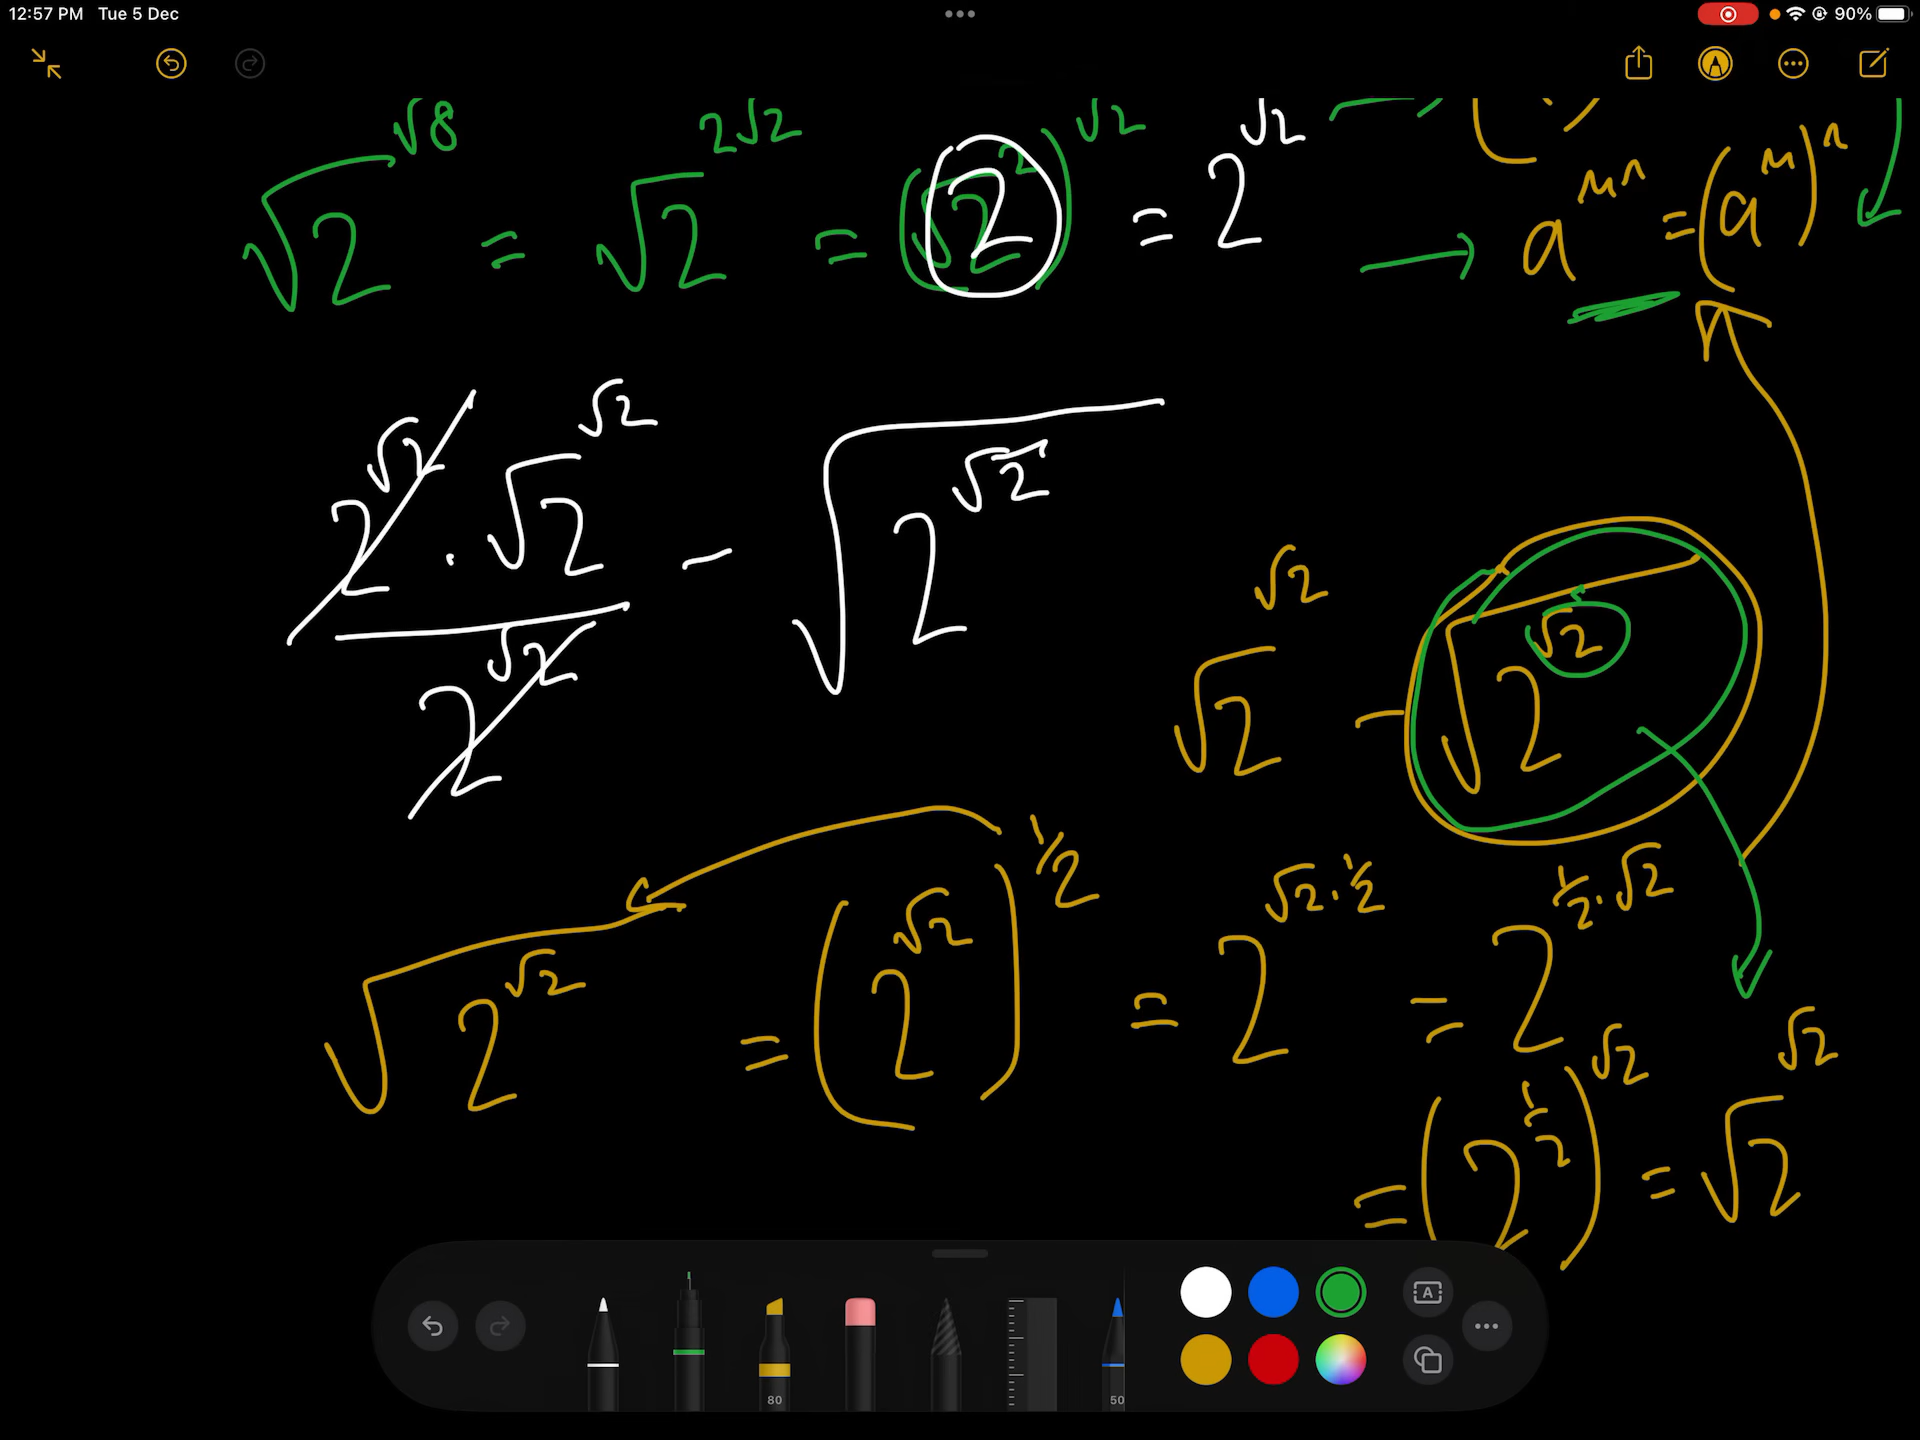 12:57 PM Tue 5 Dec
90%
√2^√8 = √2^(2√2) = (√2^2)^√2 = 2^√2
2
→ a^(mn) = (a^m)^n
(2^√2 · √2^√2) / 2^√2 - √(2^√2)
√2^√2 - √(2^√2)
√(2^√2) = (2^√2)^(1/2) = 2^(√2·1/2) = 2^(1/2·√2)
= (2^(1/2))^√2 = √2^√2
80
50
A